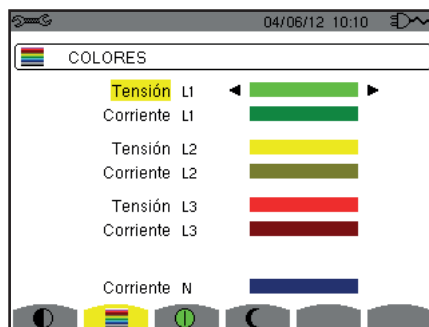 04/06/12 10:10
COLORES
Tensión L1
Corriente L1
Tensión L2
Corriente L2
Tensión L3
Corriente L3
Corriente N